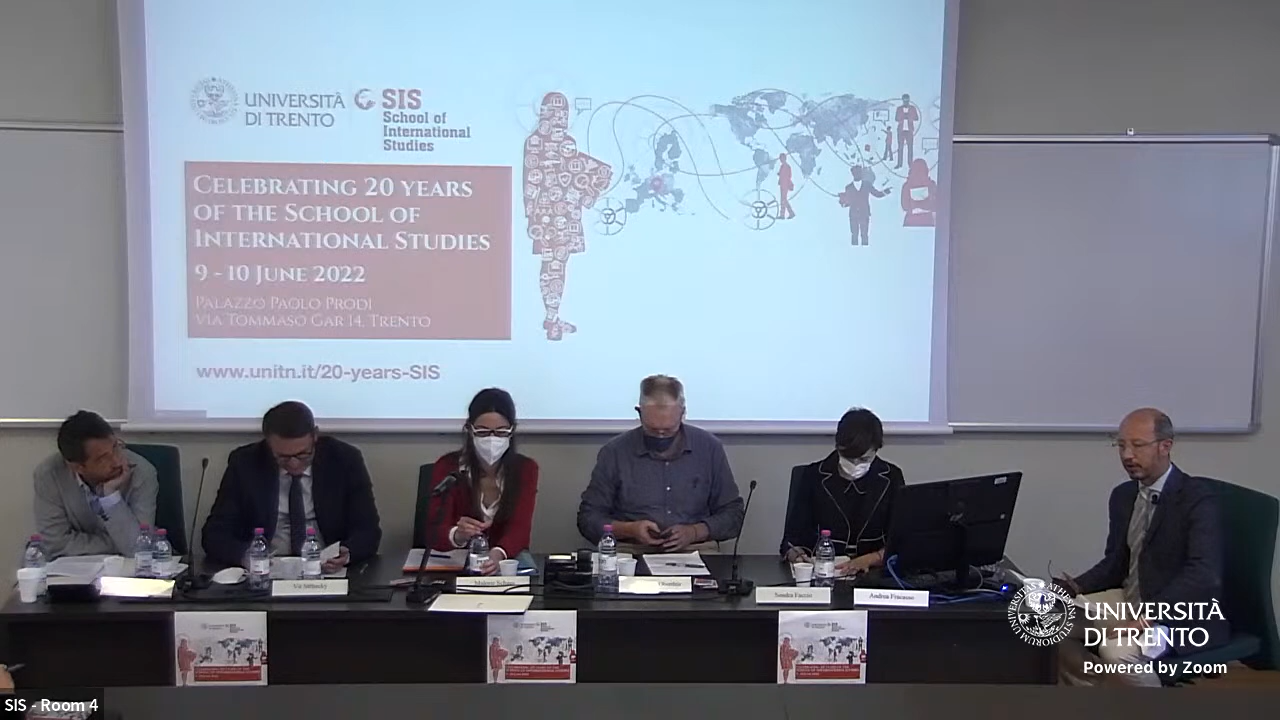 UNIVERSITÀ
DI TRENTO
SIS
School of
International
Studies
CELEBRATING 20 YEARS
OF THE SCHOOL OF
INTERNATIONAL STUDIES
9 - 10 JUNE 2022
PALAZZO PAOLO PRODI
VIA TOMMASO GAR 14, TRENTO
www.unitn.it/20-years-SIS
Sandra Faccin
Andrea Fracasso
UNIVERSITÀ
DI TRENTO
Powered by Zoom
SIS - Room 4